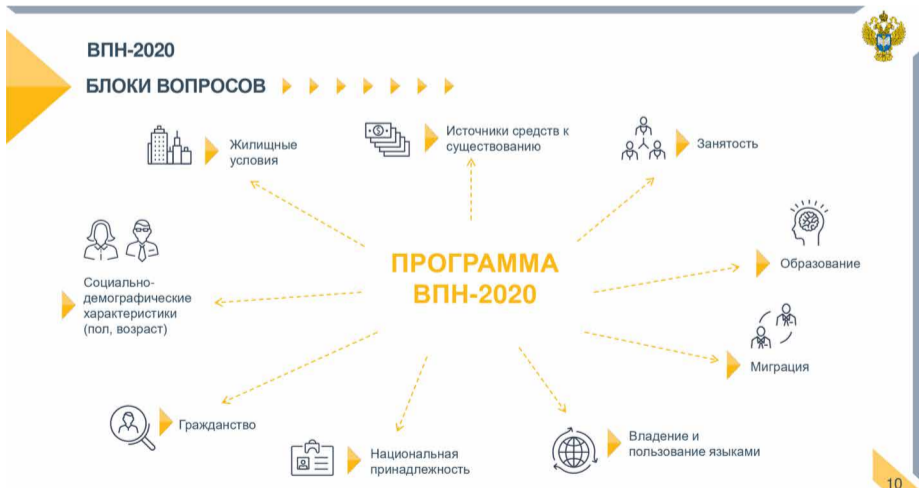 ВПН-2020
БЛОКИ ВОПРОСОВ
Жилищные
условия
Источники средств к
существованию
Занятость
Образование
Миграция
Владение и
пользование языками
Национальная
принадлежность
Гражданство
Социально-
демографические
характеристики
(пол, возраст)
ПРОГРАММА
ВПН-2020
10